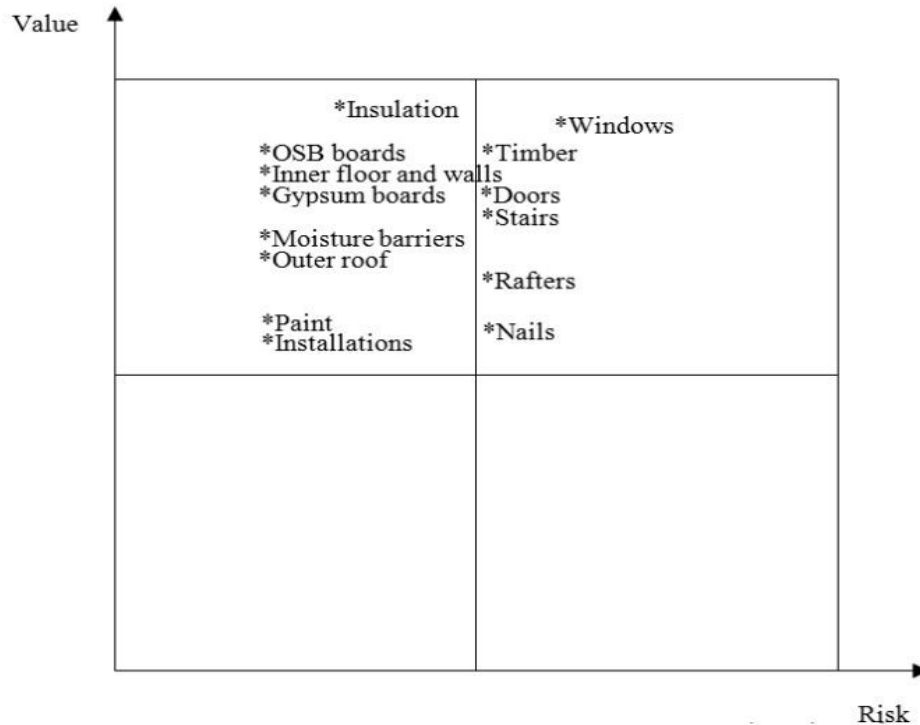 Value
*Insulation
*Windows
*OSB boards
*Timber
*Inner floor and walls
*Gypsum boards
*Doors
*Stairs
*Moisture barriers
*Outer roof
*Rafters
*Paint
*Nails
*Installations
Risk